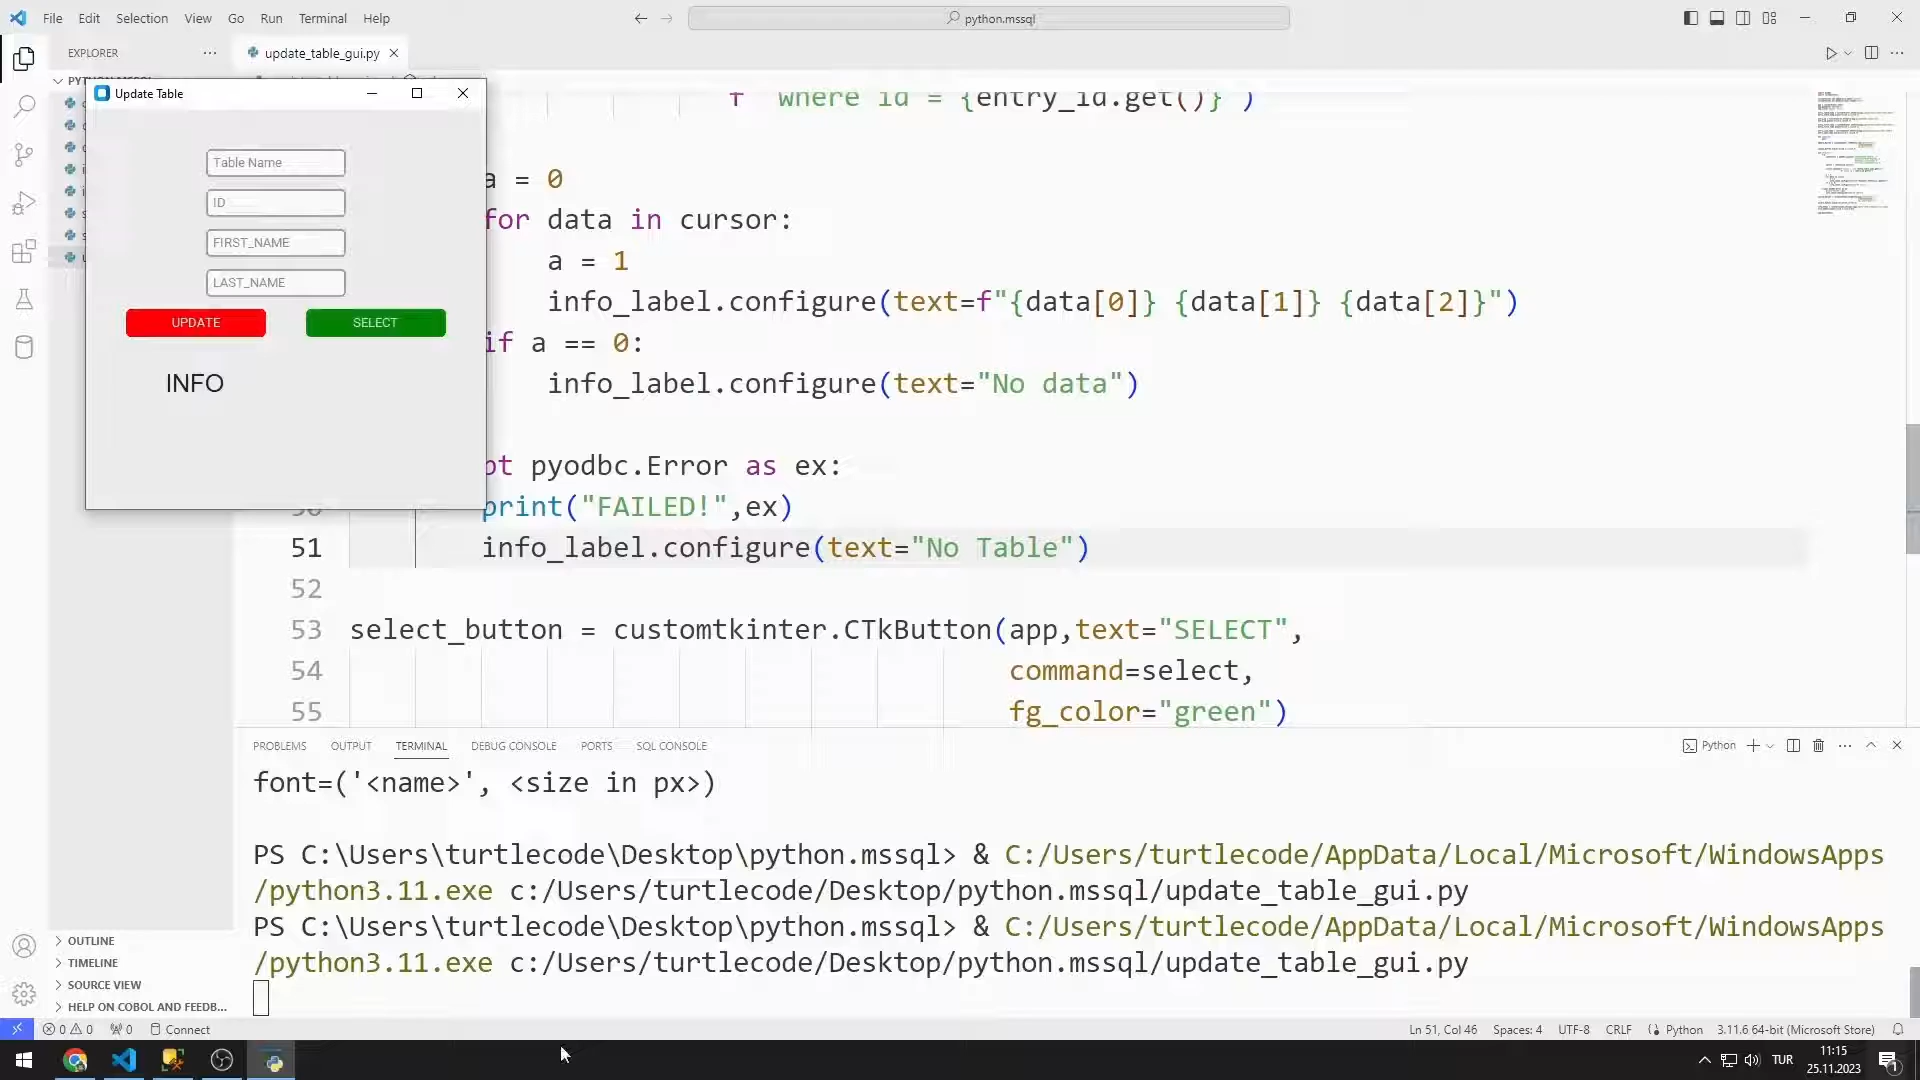 File Edit Selection View Go Run Terminal Help
python.mssql
EXPLORER
update_table_gui.py
Update Table
Table Name
ID
FIRST_NAME
LAST_NAME
UPDATE SELECT
INFO
where id = {entry_id.get()} )
a = 0
for data in cursor:
a = 1
info_label.configure(text=f"{data[0]} {data[1]} {data[2]}")
if a == 0:
info_label.configure(text="No data")
pt pyodbc.Error as ex:
print("FAILED!",ex)
51 info_label.configure(text="No Table")
52
53 select_button = customtkinter.CTkButton(app,text="SELECT",
54 command=select,
55 fg_color="green")
PROBLEMS OUTPUT TERMINAL DEBUG CONSOLE PORTS SQL CONSOLE
Python
font=('<name>', <size in px>)
PS C:\Users\turtlecode\Desktop\python.mssql> & C:/Users/turtlecode/AppData/Local/Microsoft/WindowsApps
/python3.11.exe c:/Users/turtlecode/Desktop/python.mssql/update_table_gui.py
PS C:\Users\turtlecode\Desktop\python.mssql> & C:/Users/turtlecode/AppData/Local/Microsoft/WindowsApps
/python3.11.exe c:/Users/turtlecode/Desktop/python.mssql/update_table_gui.py
OUTLINE
TIMELINE
SOURCE VIEW
HELP ON COBOL AND FEEDB...
0 0 0 Connect
Ln 51, Col 46 Spaces: 4 UTF-8 CRLF Python 3.11.6 64-bit (Microsoft Store)
TUR
11:15
25.11.2023
1